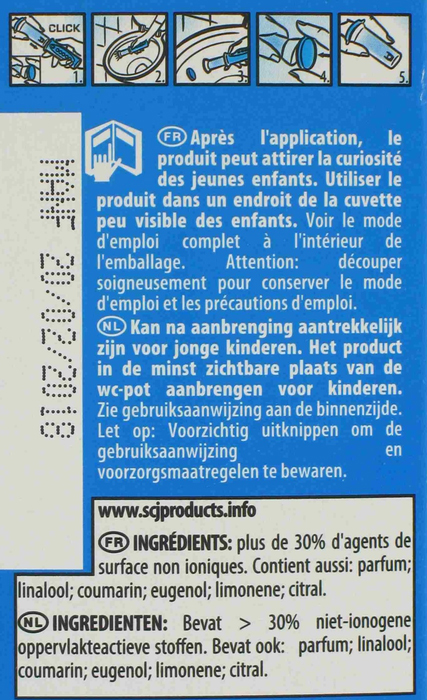 CLICK
1.
2.
3.
4.
5.
FR Après l'application, le
produit peut attirer la curiosité
des jeunes enfants. Utiliser le
produit dans un endroit de la cuvette
peu visible des enfants. Voir le mode
d'emploi complet à l'intérieur de
l'emballage. Attention: découper
soigneusement pour conserver le mode
d'emploi et les précautions d'emploi.
NL Kan na aanbrenging aantrekkelijk
zijn voor jonge kinderen. Het product
in de minst zichtbare plaats van de
wc-pot aanbrengen voor kinderen.
Zie gebruiksaanwijzing aan de binnenzijde.
Let op: Voorzichtig uitknippen om de
gebruiksaanwijzing en
voorzorgsmaatregelen te bewaren.
20/02/2018
www.scjproducts.info
FR INGRÉDIENTS: plus de 30% d'agents de
surface non ioniques. Contient aussi: parfum;
linalool; coumarin; eugenol; limonene; citral.
NL INGREDIENTEN: Bevat > 30% niet-ionogene
oppervlakteactieve stoffen. Bevat ook: parfum; linalool;
coumarin; eugenol; limonene; citral.